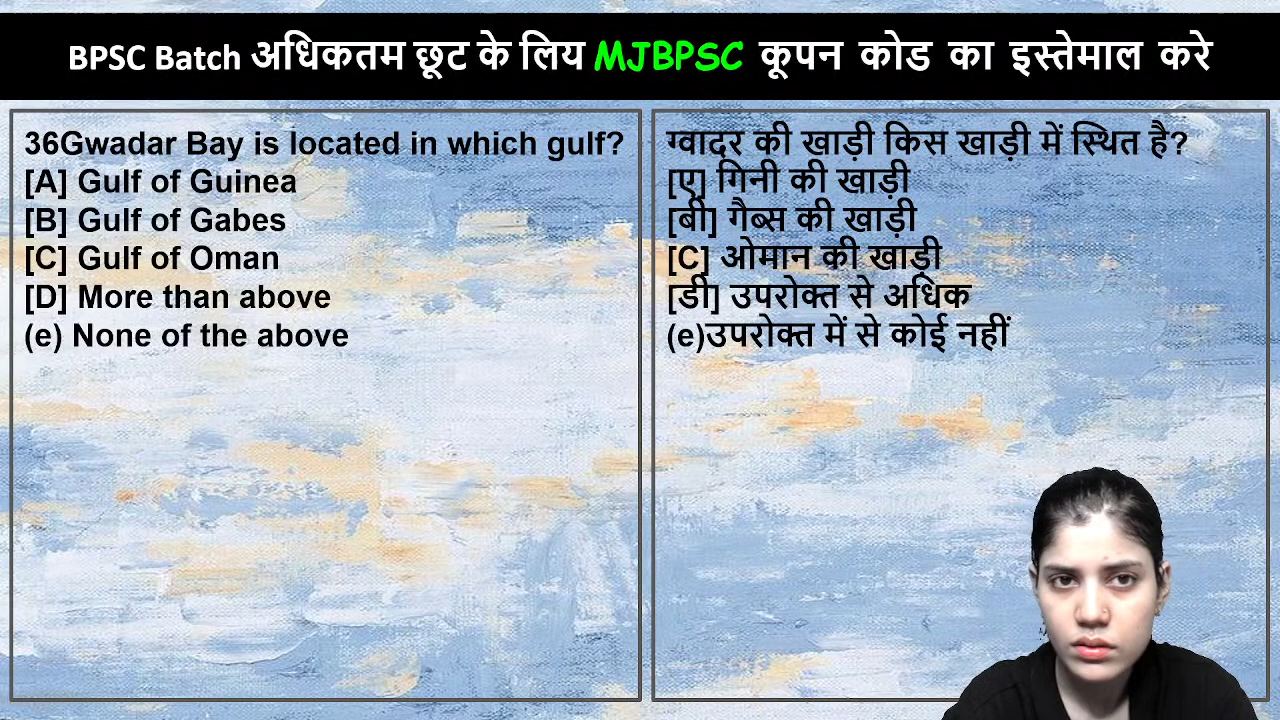 BPSC Batch अधिकतम छूट के लिय MJBPSC कूपन कोड का इस्तेमाल करे
36Gwadar Bay is located in which gulf?
[A] Gulf of Guinea
[B] Gulf of Gabes
[C] Gulf of Oman
[D] More than above
(e) None of the above
ग्वादर की खाड़ी किस खाड़ी में स्थित है?
[ए] गिनी की खाड़ी
[बी] गैब्स की खाड़ी
[C] ओमान की खाड़ी
[डी] उपरोक्त से अधिक
(e)उपरोक्त में से कोई नहीं